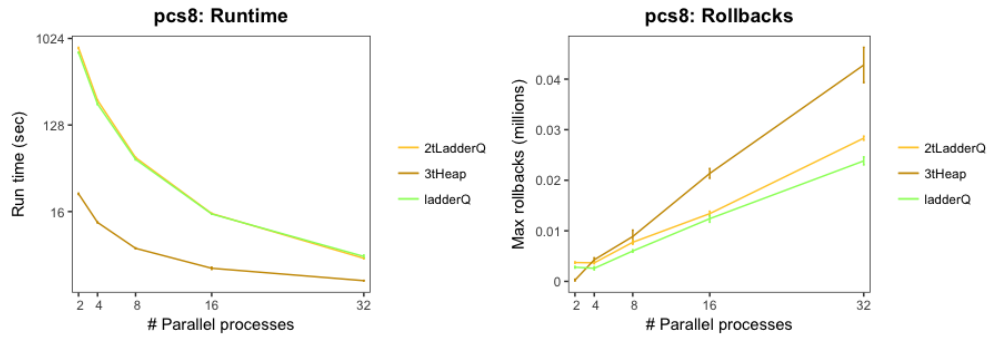 pcs8: Runtime
1024
128
16
Run time (sec)
2 4 8 16 32
# Parallel processes
2tLadderQ
3tHeap
ladderQ
pcs8: Rollbacks
0.04
0.03
0.02
0.01
0
Max rollbacks (millions)
2 4 8 16 32
# Parallel processes
2tLadderQ
3tHeap
ladderQ